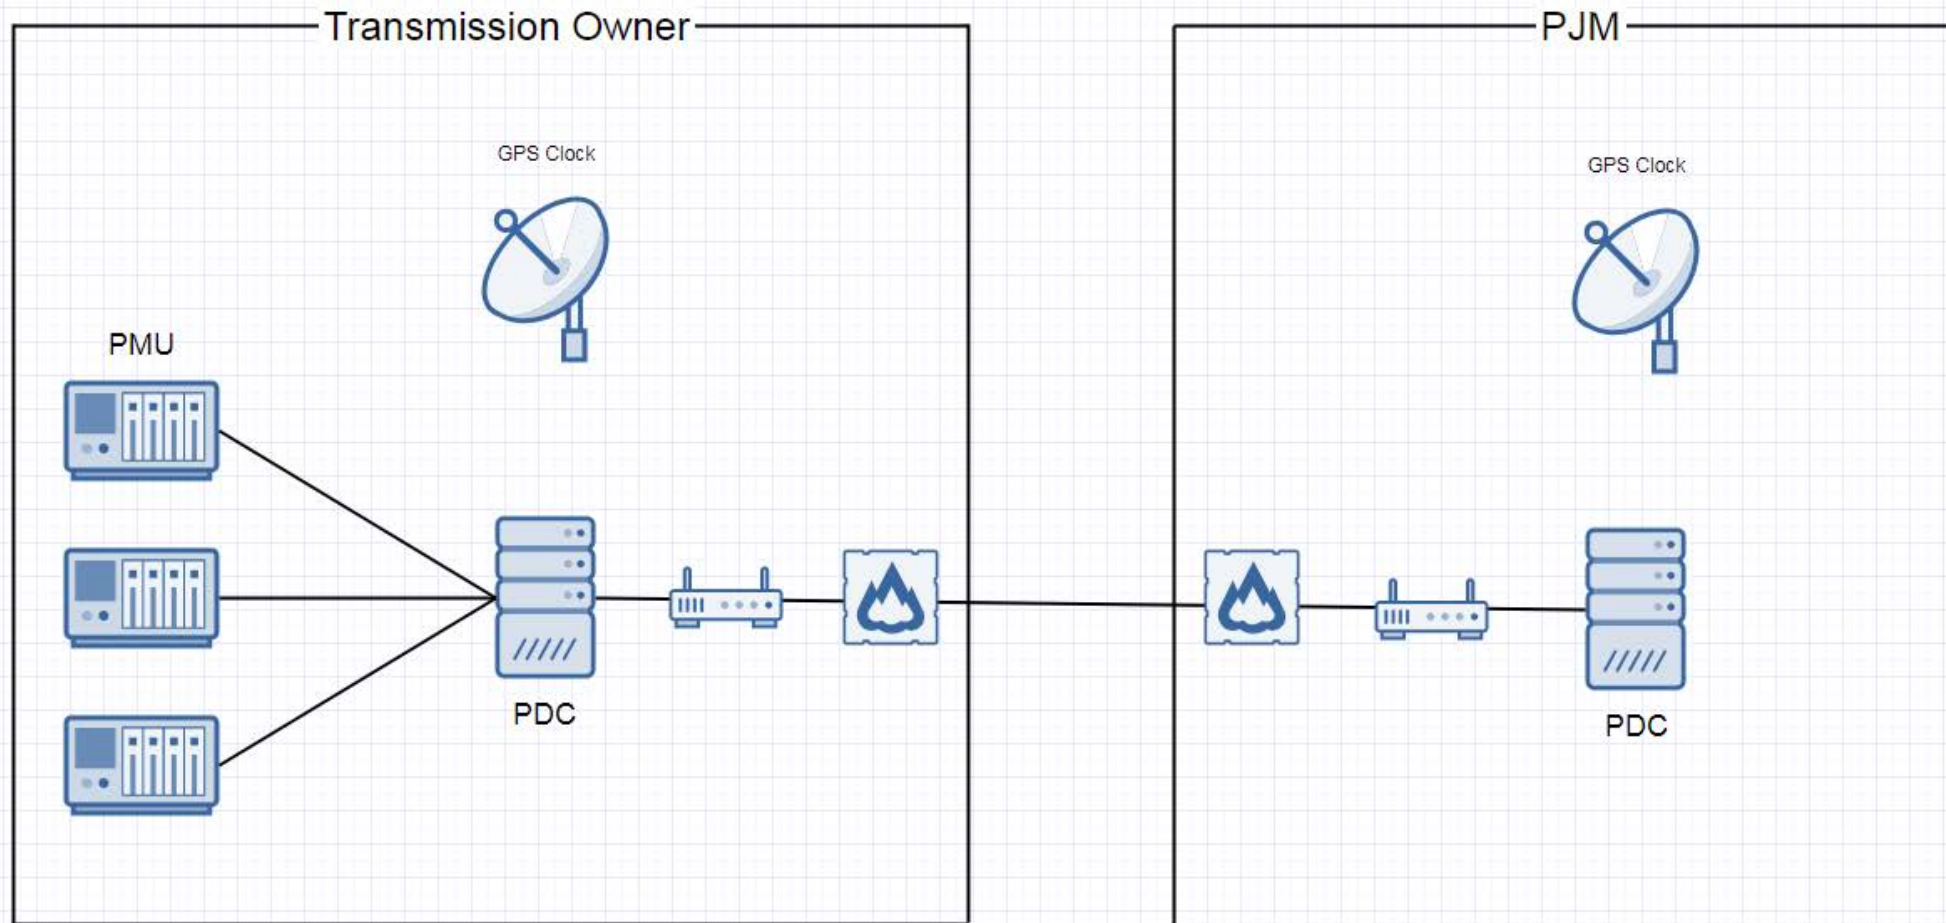 Transmission Owner
PJM
GPS Clock
GPS Clock
PMU
PDC
PDC